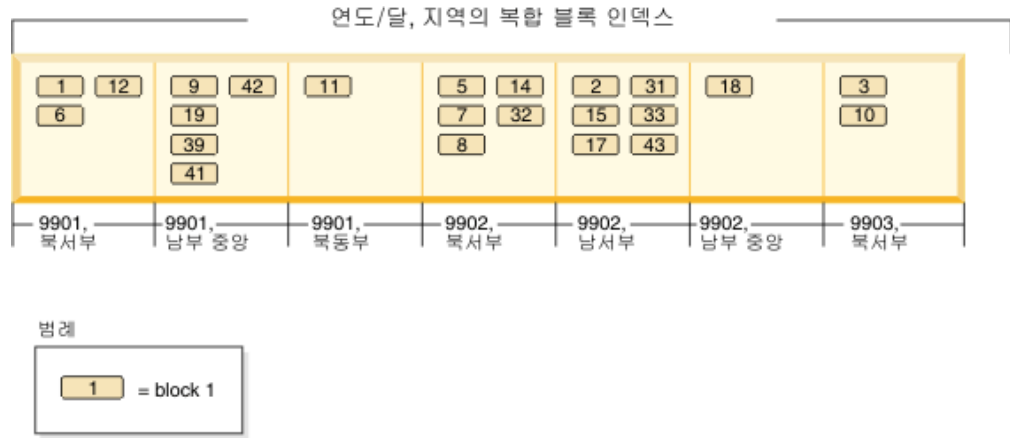 연도/달, 지역의 복합 블록 인덱스
1 12 9 42 11 5 14 2 31 18 3
6 19 7 32 15 33 10
39 8 17 43
41
9901, 9901, 9901, 9902, 9902, 9902, 9903,
북서부 남부 중앙 북동부 북서부 남서부 남부 중앙 북서부
범례
1 = block 1